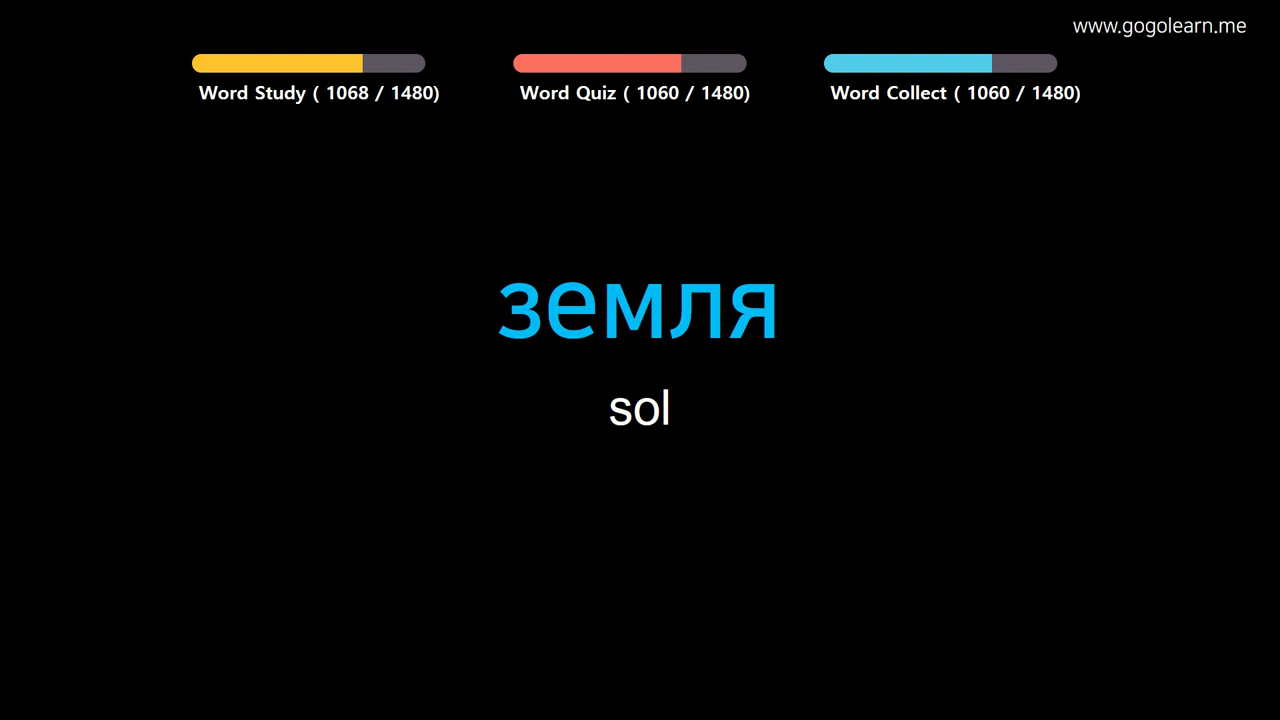 www.gogolearn.me
Word Study ( 1068 / 1480)
Word Quiz ( 1060 / 1480)
Word Collect ( 1060 / 1480)
земля
sol